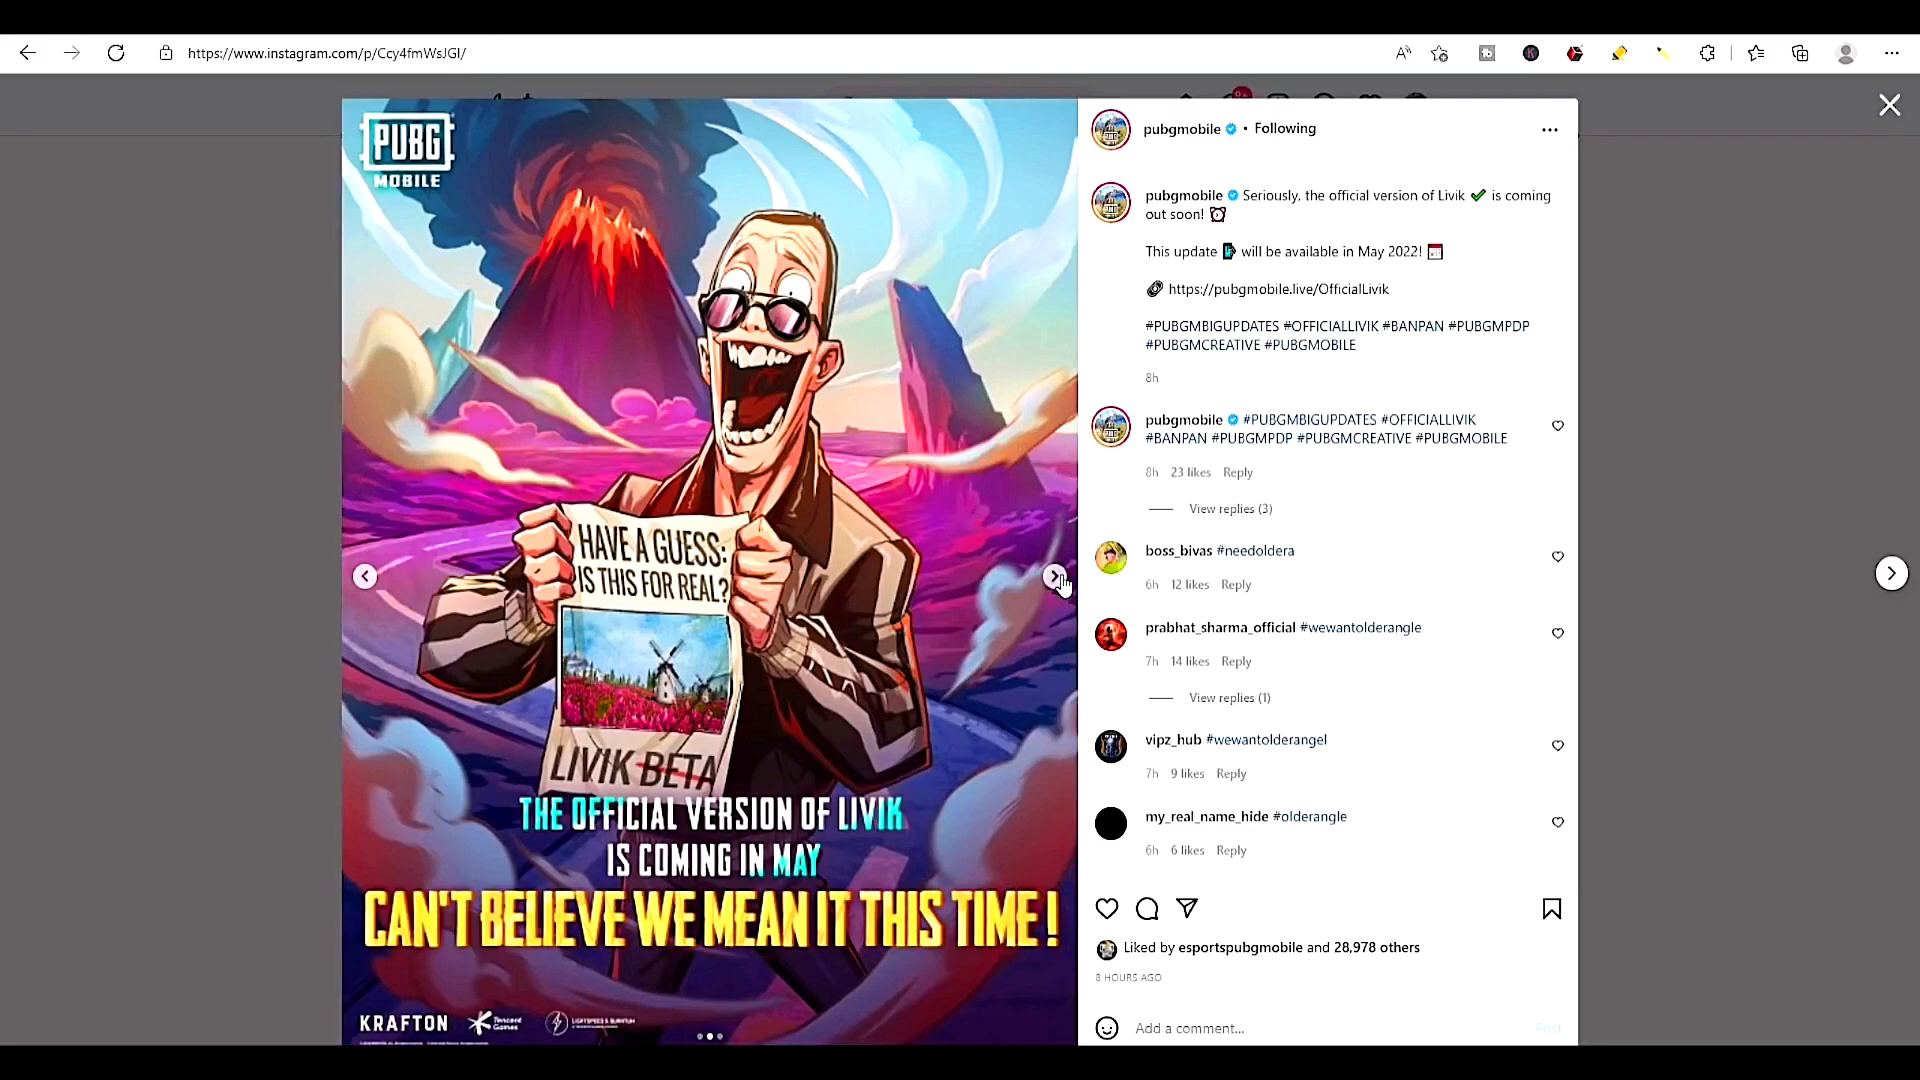 https://www.instagram.com/p/Ccy4fmWsJGI/
PUBG
MOBILE
HAVE A GUESS:
IS THIS FOR REAL?
LIVIK BETA
THE OFFICIAL VERSION OF LIVIK
IS COMING IN MAY
CAN'T BELIEVE WE MEAN IT THIS TIME!
KRAFTON
Tencent
Games
LIGHTSPEED & QUANTUM
pubgmobile • Following
pubgmobile Seriously, the official version of Livik is coming
out soon!
This update will be available in May 2022!
https://pubgmobile.live/OfficialLivik
#PUBGMBIGUPDATES #OFFICIALLIVIK #BANPAN #PUBGMPDP
#PUBGMCREATIVE #PUBGMOBILE
8h
pubgmobile #PUBGMBIGUPDATES #OFFICIALLIVIK
#BANPAN #PUBGMPDP #PUBGMCREATIVE #PUBGMOBILE
8h 23 likes Reply
View replies (3)
boss_bivas #needoldera
6h 12 likes Reply
prabhat_sharma_official #wewantolderangle
7h 14 likes Reply
View replies (1)
vipz_hub #wewantolderangel
7h 9 likes Reply
my_real_name_hide #olderangle
6h 6 likes Reply
Liked by esportspubgmobile and 28,978 others
8 HOURS AGO
Add a comment...
Post